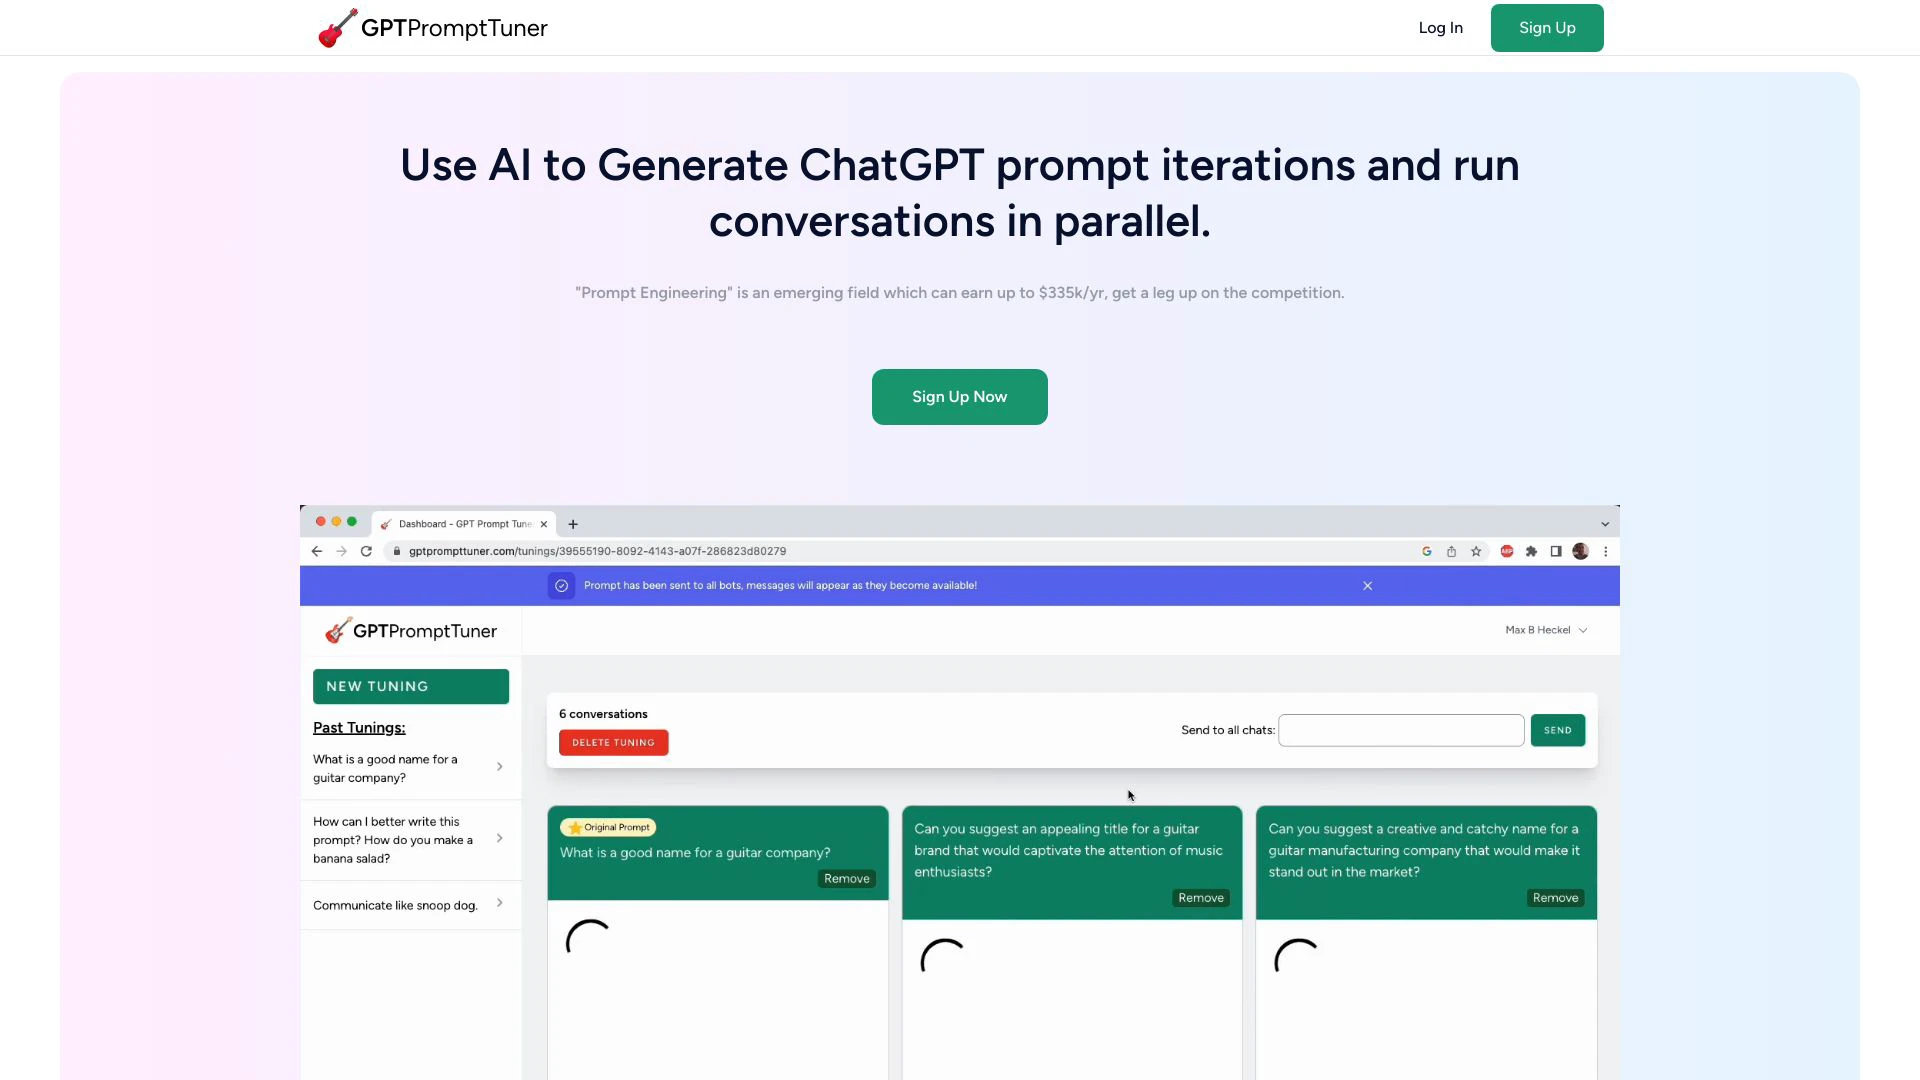 GPTPromptTuner
Log In
Sign Up
Use AI to Generate ChatGPT prompt iterations and run
conversations in parallel.
"Prompt Engineering" is an emerging field which can earn up to $335k/yr, get a leg up on the competition.
Sign Up Now
Dashboard - GPT Prompt Tune
gptprompttuner.com/tunings/39555190-8092-4143-a07f-286823d80279
ABP
Prompt has been sent to all bots, messages will appear as they become available!
GPTPromptTuner
Max B Heckel
NEW TUNING
Past Tunings:
What is a good name for a
guitar company?
How can I better write this
prompt? How do you make a
banana salad?
Communicate like snoop dog.
6 conversations
DELETE TUNING
Send to all chats:
SEND
Original Prompt
What is a good name for a guitar company?
Remove
Can you suggest an appealing title for a guitar
brand that would captivate the attention of music
enthusiasts?
Remove
Can you suggest a creative and catchy name for a
guitar manufacturing company that would make it
stand out in the market?
Remove